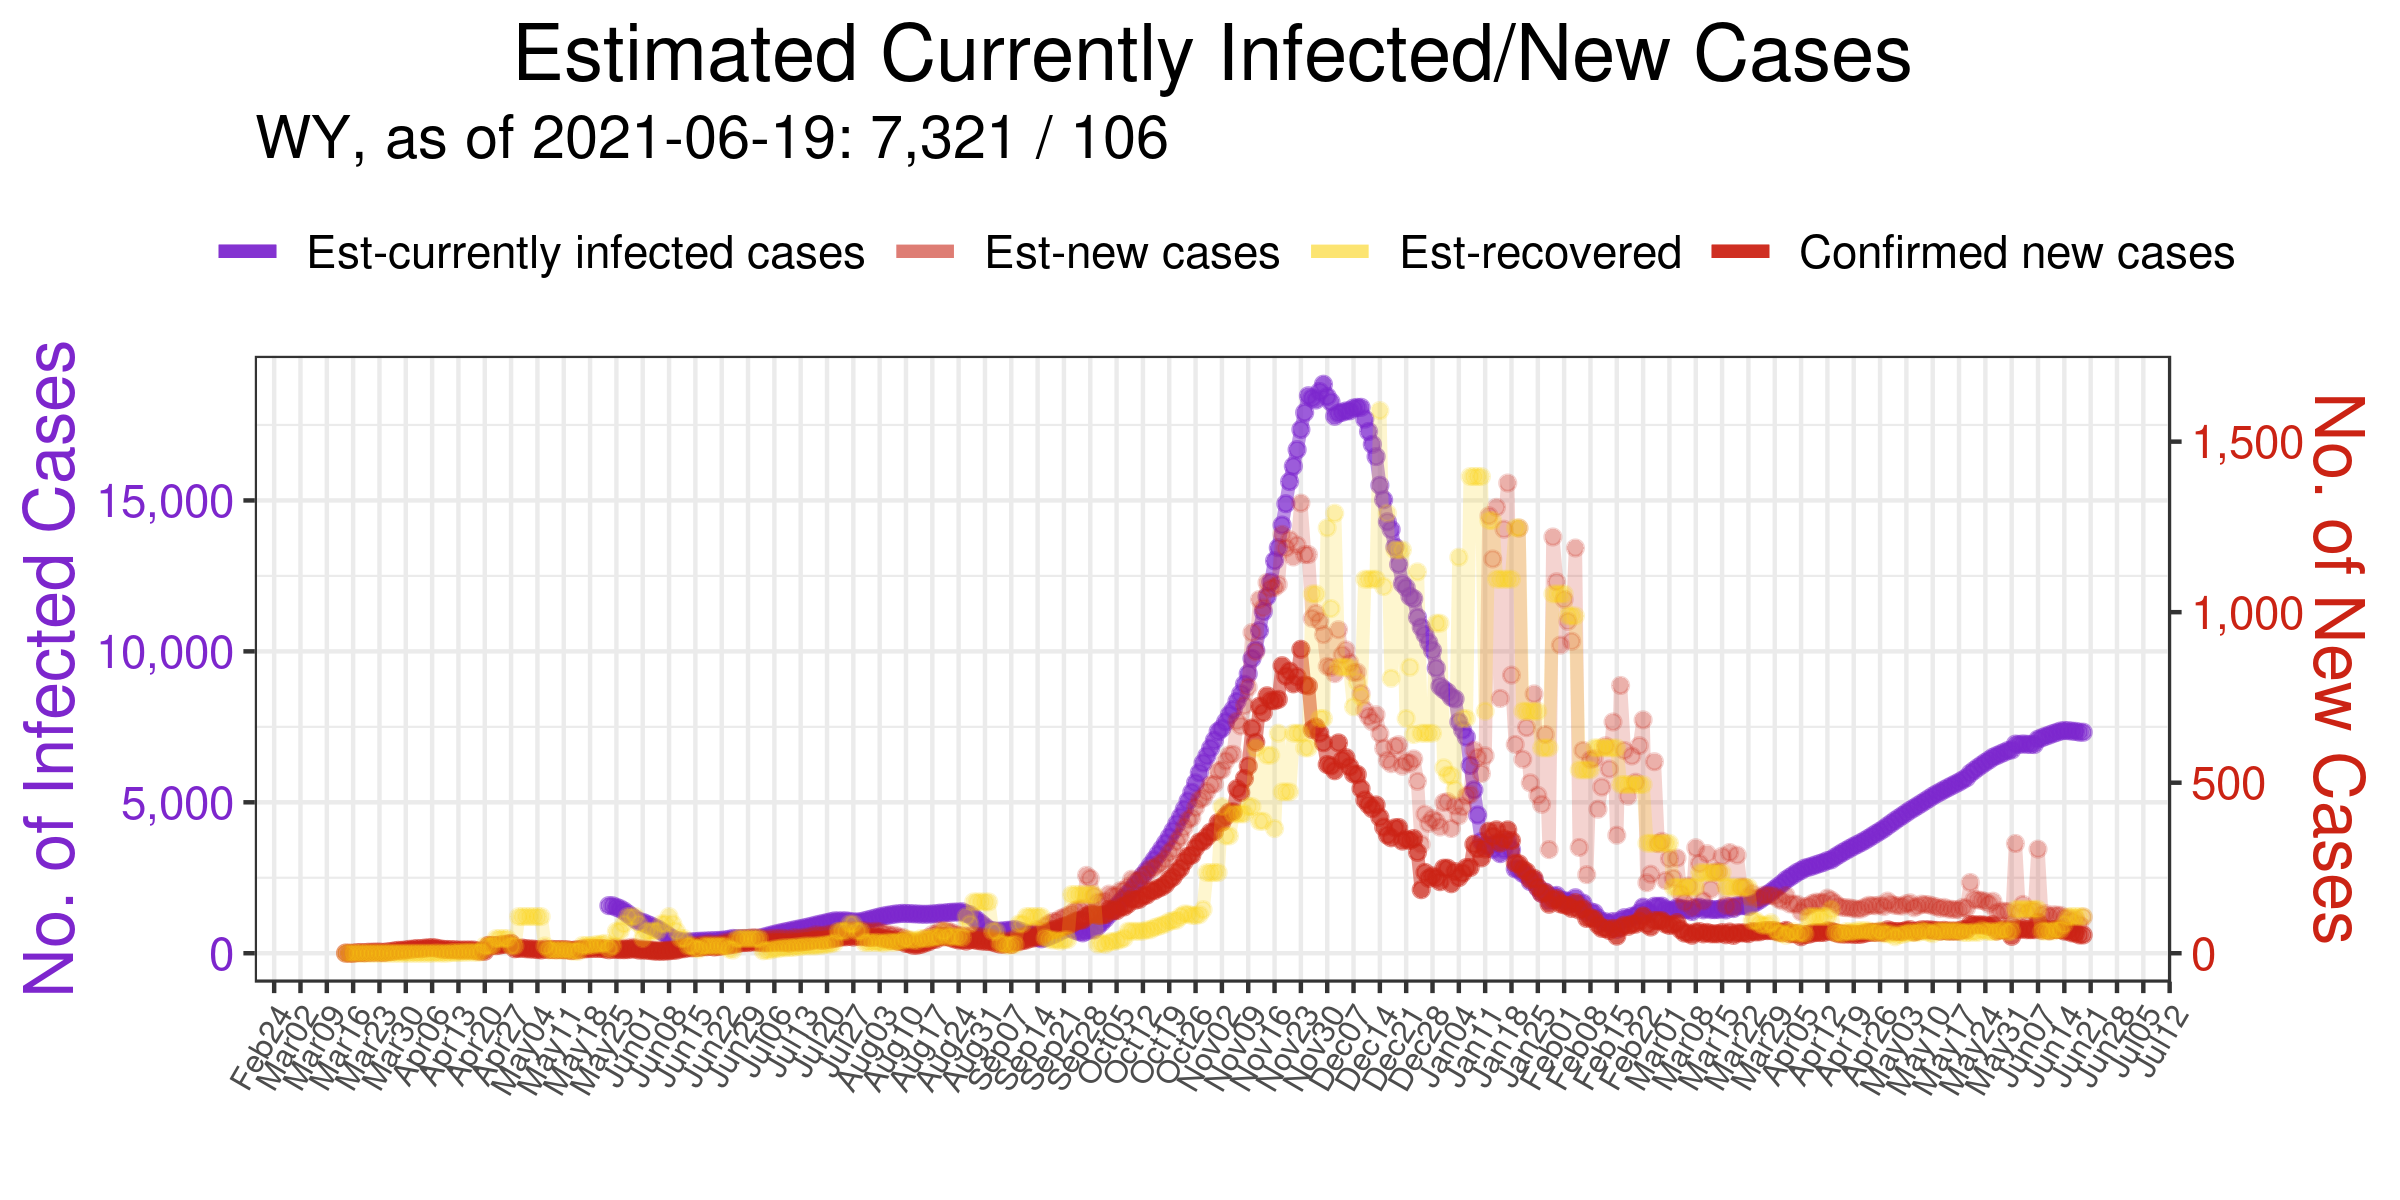 Estimated Currently Infected/New Cases
WY, as of 2021-06-19: 7,321 / 106
Est-currently infected cases
Est-new cases
Est-recovered
Confirmed new cases
No. of Infected Cases
15,000
10,000
5,000
0
1,500
1,000
500
0
No. of New Cases
Feb24
Mar02
Mar09
Mar16
Mar23
Mar30
Apr06
Apr13
Apr20
Apr27
May04
May11
May18
May25
Jun01
Jun08
Jun15
Jun22
Jun29
Jul06
Jul13
Jul20
Jul27
Aug03
Aug10
Aug17
Aug24
Aug31
Sep07
Sep14
Sep21
Sep28
Oct05
Oct12
Oct19
Oct26
Nov02
Nov09
Nov16
Nov23
Nov30
Dec07
Dec14
Dec21
Dec28
Jan04
Jan11
Jan18
Jan25
Feb01
Feb08
Feb15
Feb22
Mar01
Mar08
Mar15
Mar22
Mar29
Apr05
Apr12
Apr19
Apr26
May03
May10
May17
May24
May31
Jun07
Jun14
Jun21
Jun28
Jul05
Jul12